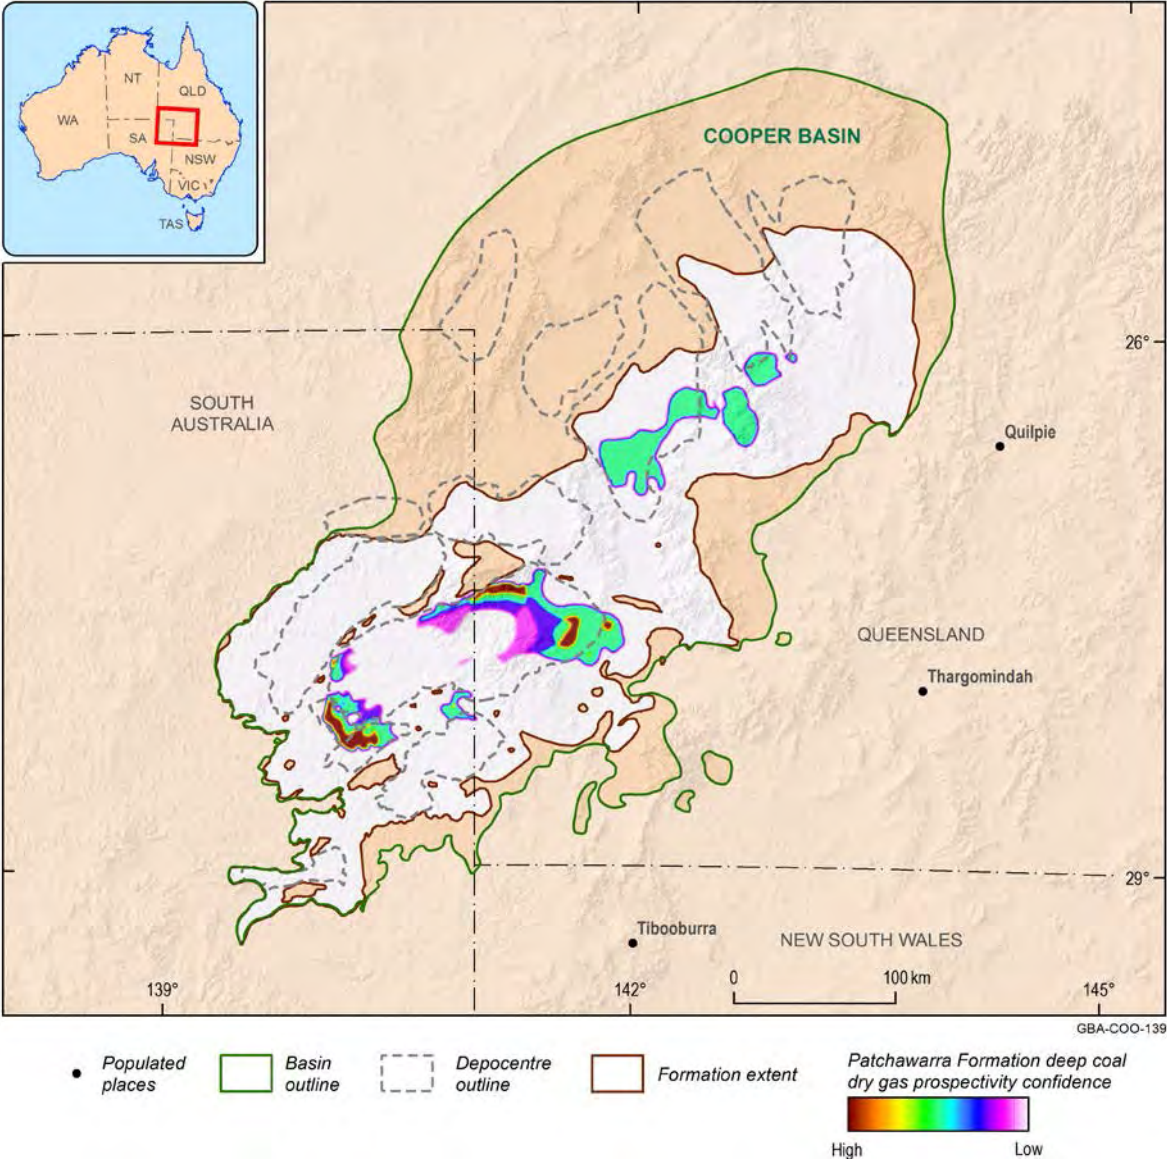 NT
QLD
WA
SA
NSW
VIC
TAS
COOPER BASIN
26°
SOUTH
AUSTRALIA
Quilpie
QUEENSLAND
Thargomindah
29°
Tibooburra
NEW SOUTH WALES
0
100 km
139°
142°
145°
GBA-COO-139
Populated
places
Basin
outline
Depocentre
outline
Formation extent
Patchawarra Formation deep coal
dry gas prospectivity confidence
High
Low